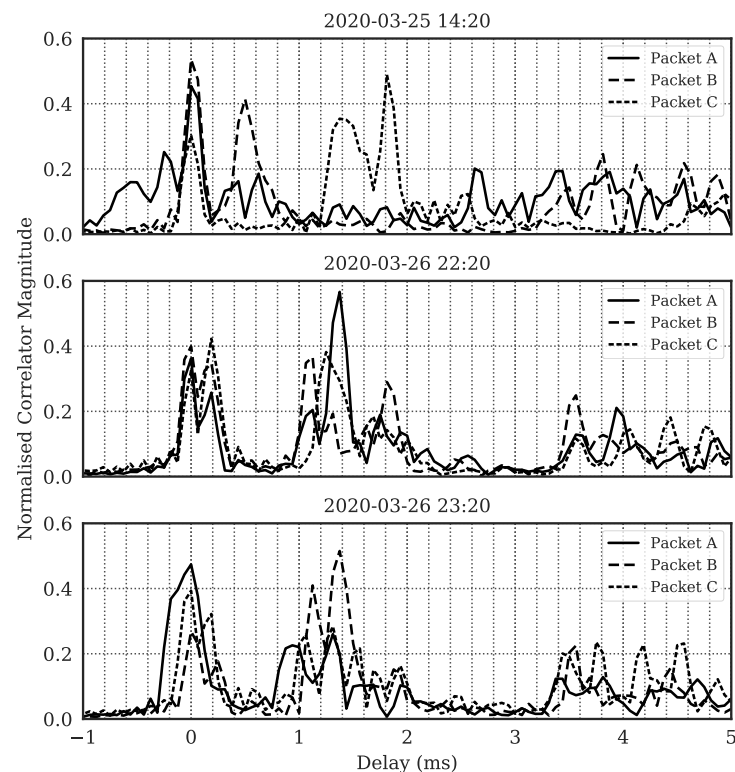 2020-03-25 14:20
0.6
0.4
0.2
0.0
Packet A
Packet B
Packet C
2020-03-26 22:20
0.6
0.4
0.2
0.0
Packet A
Packet B
Packet C
2020-03-26 23:20
0.6
0.4
0.2
0.0
Packet A
Packet B
Packet C
Normalised Correlator Magnitude
−1 0 1 2 3 4 5
Delay (ms)